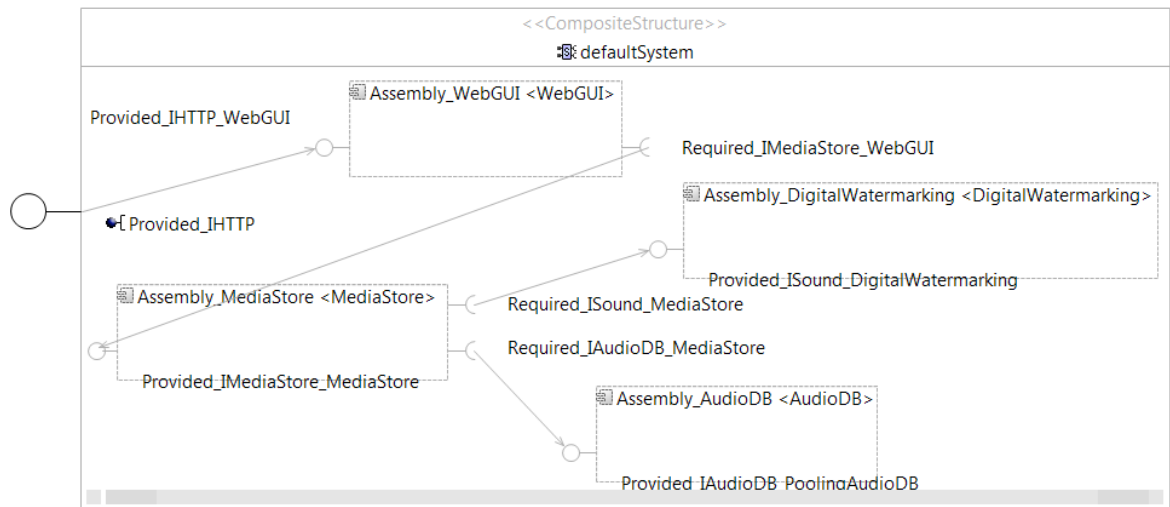 <<CompositeStructure>>
defaultSystem
Assembly_WebGUI <WebGUI>
Provided_IHTTP_WebGUI
Required_IMediaStore_WebGUI
Assembly_DigitalWatermarking <DigitalWatermarking>
Provided_IHTTP
Provided_ISound_DigitalWatermarking
Assembly_MediaStore <MediaStore>
Required_ISound_MediaStore
Required_IAudioDB_MediaStore
Provided_IMediaStore_MediaStore
Assembly_AudioDB <AudioDB>
Provided_IAudioDB_PoolingAudioDB